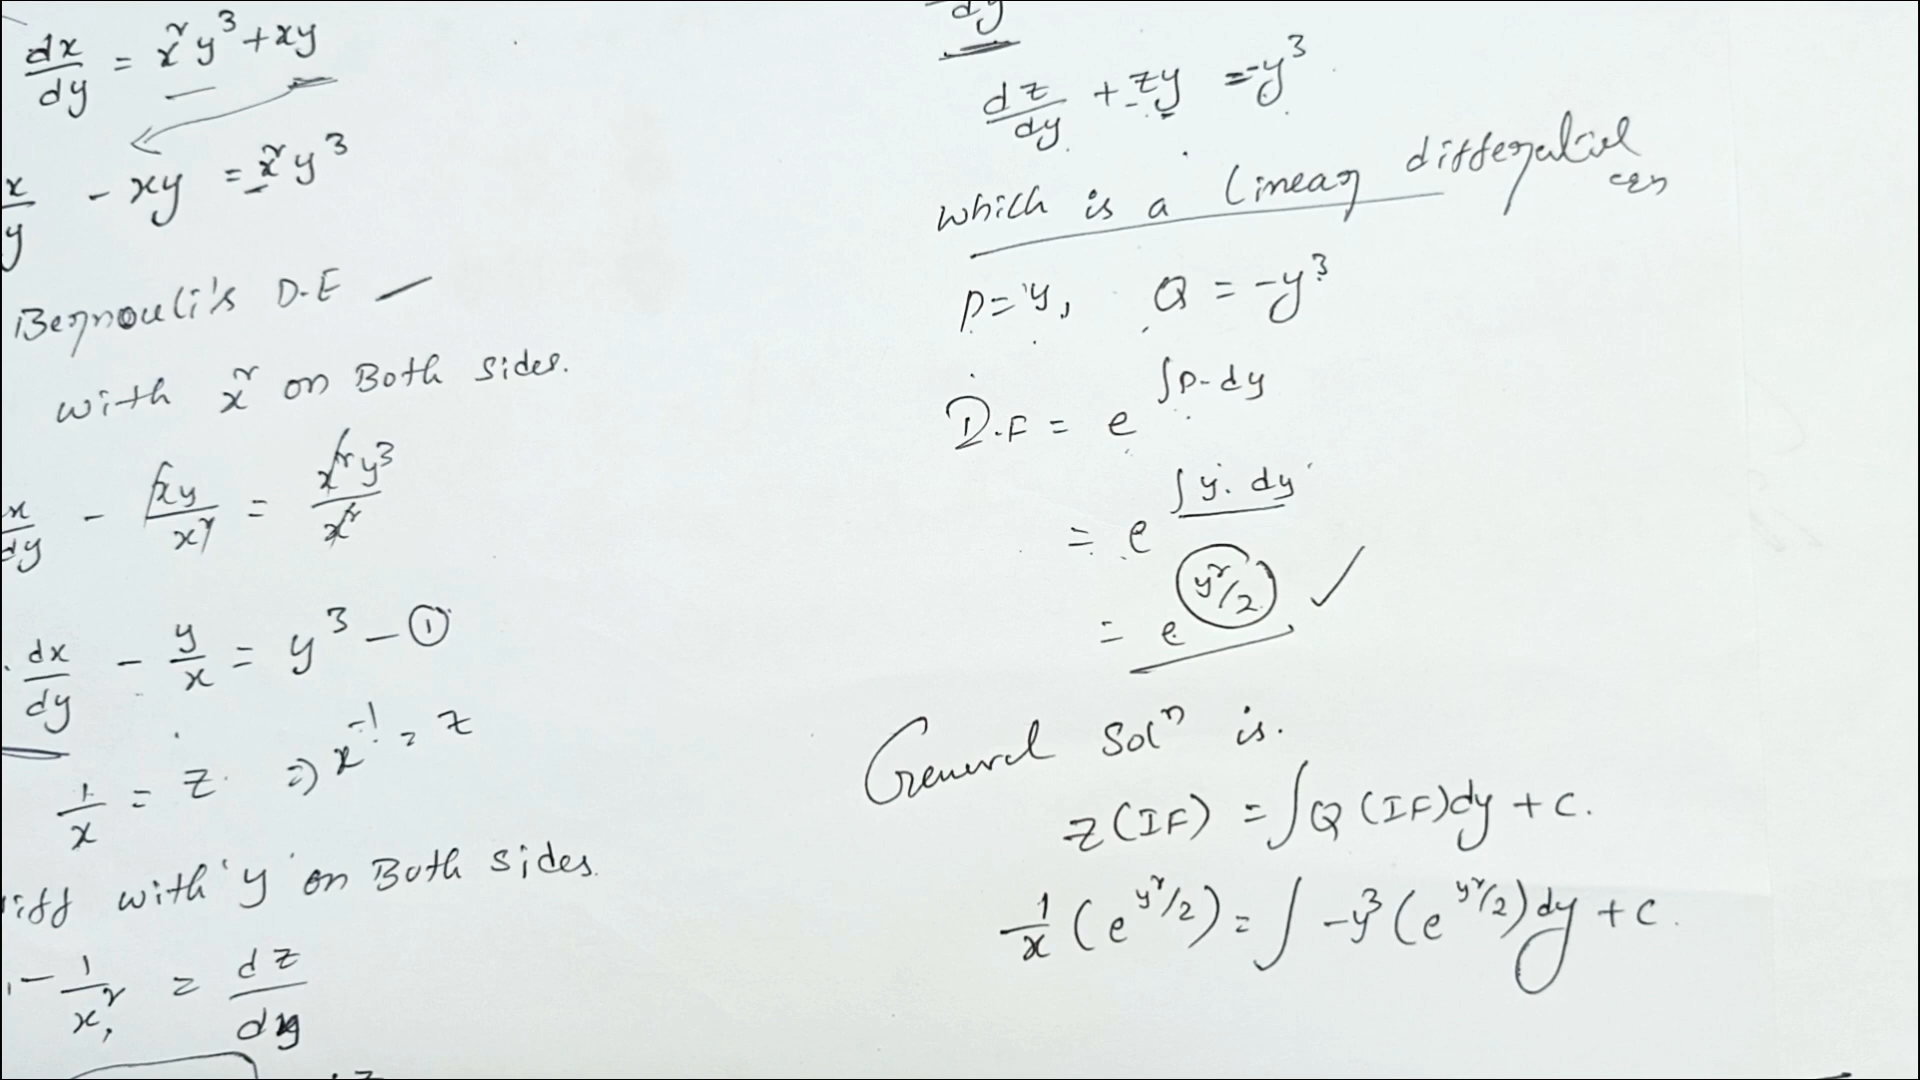 dx/dy = x²y³+xy
x/y - xy = x²y³
Bernouli's D.E
with x² on Both sides.
x/dy - xy/x² = x²y³/x²
. dx/dy - y/x = y³ - ①
1/x = z ⇒ x⁻¹ = z
iff with 'y' on Both sides.
-1/x² = dz/dy
dy
dz/dy + zy = -y³
which is a linear differential eqn
P = y, Q = -y³
I.F = e^∫P.dy
= e^∫y.dy
= e^y²/2 ✓
General Solⁿ is.
z(IF) = ∫Q(IF)dy + c.
1/x (e^y²/2) = ∫-y³(e^y²/2)dy + c.